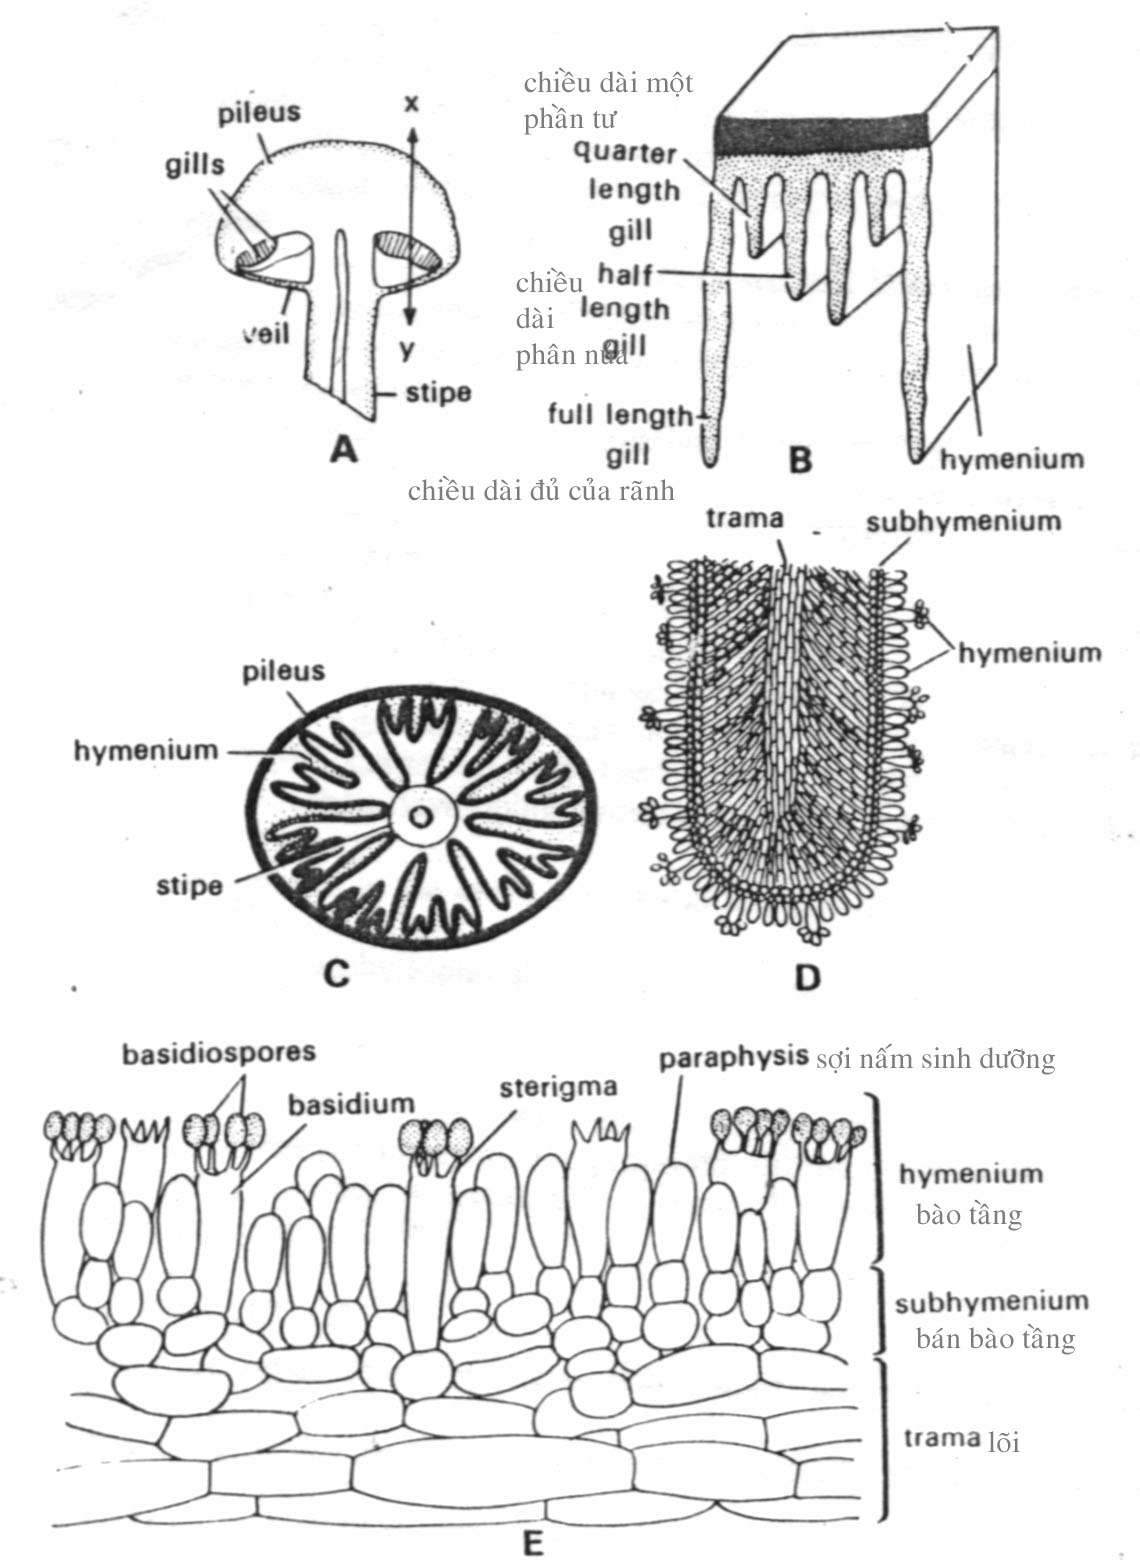 pileus
x
gills
veil
y
stipe
A
chiều dài một
phần tư
quarter
length
gill
half
chiều
length
dài
gill
phân nửa
full length
gill
B
hymenium
chiều dài đủ của rãnh
trama
subhymenium
hymenium
D
pileus
hymenium
stipe
C
basidiospores
basidium
sterigma
paraphysis sợi nấm sinh dưỡng
hymenium
bào tầng
subhymenium
bán bào tầng
trama lõi
E